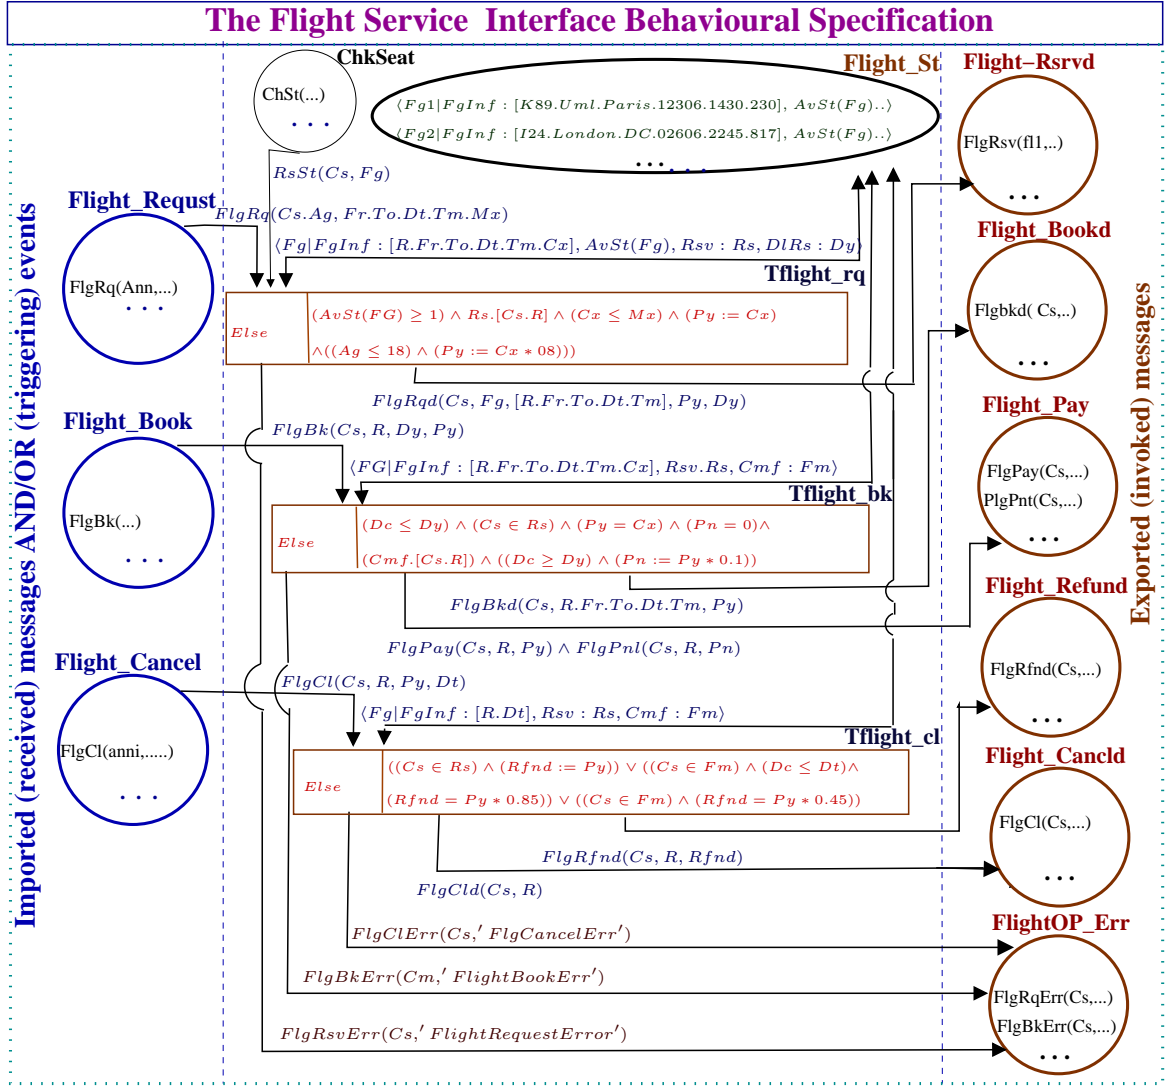 The Flight Service Interface Behavioural Specification
Imported (received) messages AND/OR (triggering) events
ChkSeat
ChSt(...)
. . .
Flight_St
⟨Fg1|FgInf : [K89.Uml.Paris.12306.1430.230], AvSt(Fg)..⟩
⟨Fg2|FgInf : [I24.London.DC.02606.2245.817], AvSt(Fg)..⟩
... . . .
RsSt(Cs, Fg)
Flight_Requst
FlgRq(Ann,...)
. . .
FlgRq(Cs.Ag, Fr.To.Dt.Tm.Mx)
⟨Fg|FgInf : [R.Fr.To.Dt.Tm.Cx], AvSt(Fg), Rsv : Rs, DlRs : Dy⟩
Tflight_rq
Else
(AvSt(FG) ≥ 1) ∧ Rs.[Cs.R] ∧ (Cx ≤ Mx) ∧ (Py := Cx)
∧((Ag ≤ 18) ∧ (Py := Cx ∗ 08)))
FlgRqd(Cs, Fg, [R.Fr.To.Dt.Tm], Py, Dy)
Flight_Book
FlgBk(...)
. . .
FlgBk(Cs, R, Dy, Py)
⟨FG|FgInf : [R.Fr.To.Dt.Tm.Cx], Rsv.Rs, Cmf : Fm⟩
Tflight_bk
Else
(Dc ≤ Dy) ∧ (Cs ∈ Rs) ∧ (Py = Cx) ∧ (Pn = 0)∧
(Cmf.[Cs.R]) ∧ ((Dc ≥ Dy) ∧ (Pn := Py ∗ 0.1))
FlgBkd(Cs, R.Fr.To.Dt.Tm, Py)
FlgPay(Cs, R, Py) ∧ FlgPnl(Cs, R, Pn)
Flight_Cancel
FlgCl(anni,.....)
. . .
FlgCl(Cs, R, Py, Dt)
⟨Fg|FgInf : [R.Dt], Rsv : Rs, Cmf : Fm⟩
Tflight_cl
Else
((Cs ∈ Rs) ∧ (Rfnd := Py)) ∨ ((Cs ∈ Fm) ∧ (Dc ≤ Dt)∧
(Rfnd = Py ∗ 0.85)) ∨ ((Cs ∈ Fm) ∧ (Rfnd = Py ∗ 0.45))
FlgRfnd(Cs, R, Rfnd)
FlgCld(Cs, R)
FlgClErr(Cs,′ FlgCancelErr′)
FlgBkErr(Cm,′ FlightBookErr′)
FlgRsvErr(Cs,′ FlightRequestError′)
Flight−Rsrvd
FlgRsv(fl1,..)
. . .
Flight_Bookd
Flgbkd( Cs,..)
. . .
Flight_Pay
FlgPay(Cs,...)
PlgPnt(Cs,...)
. . .
Flight_Refund
FlgRfnd(Cs,...)
. . .
Flight_Cancld
FlgCl(Cs,...)
. . .
FlightOP_Err
FlgRqErr(Cs,...)
FlgBkErr(Cs,...)
. . .
Exported (invoked) messages